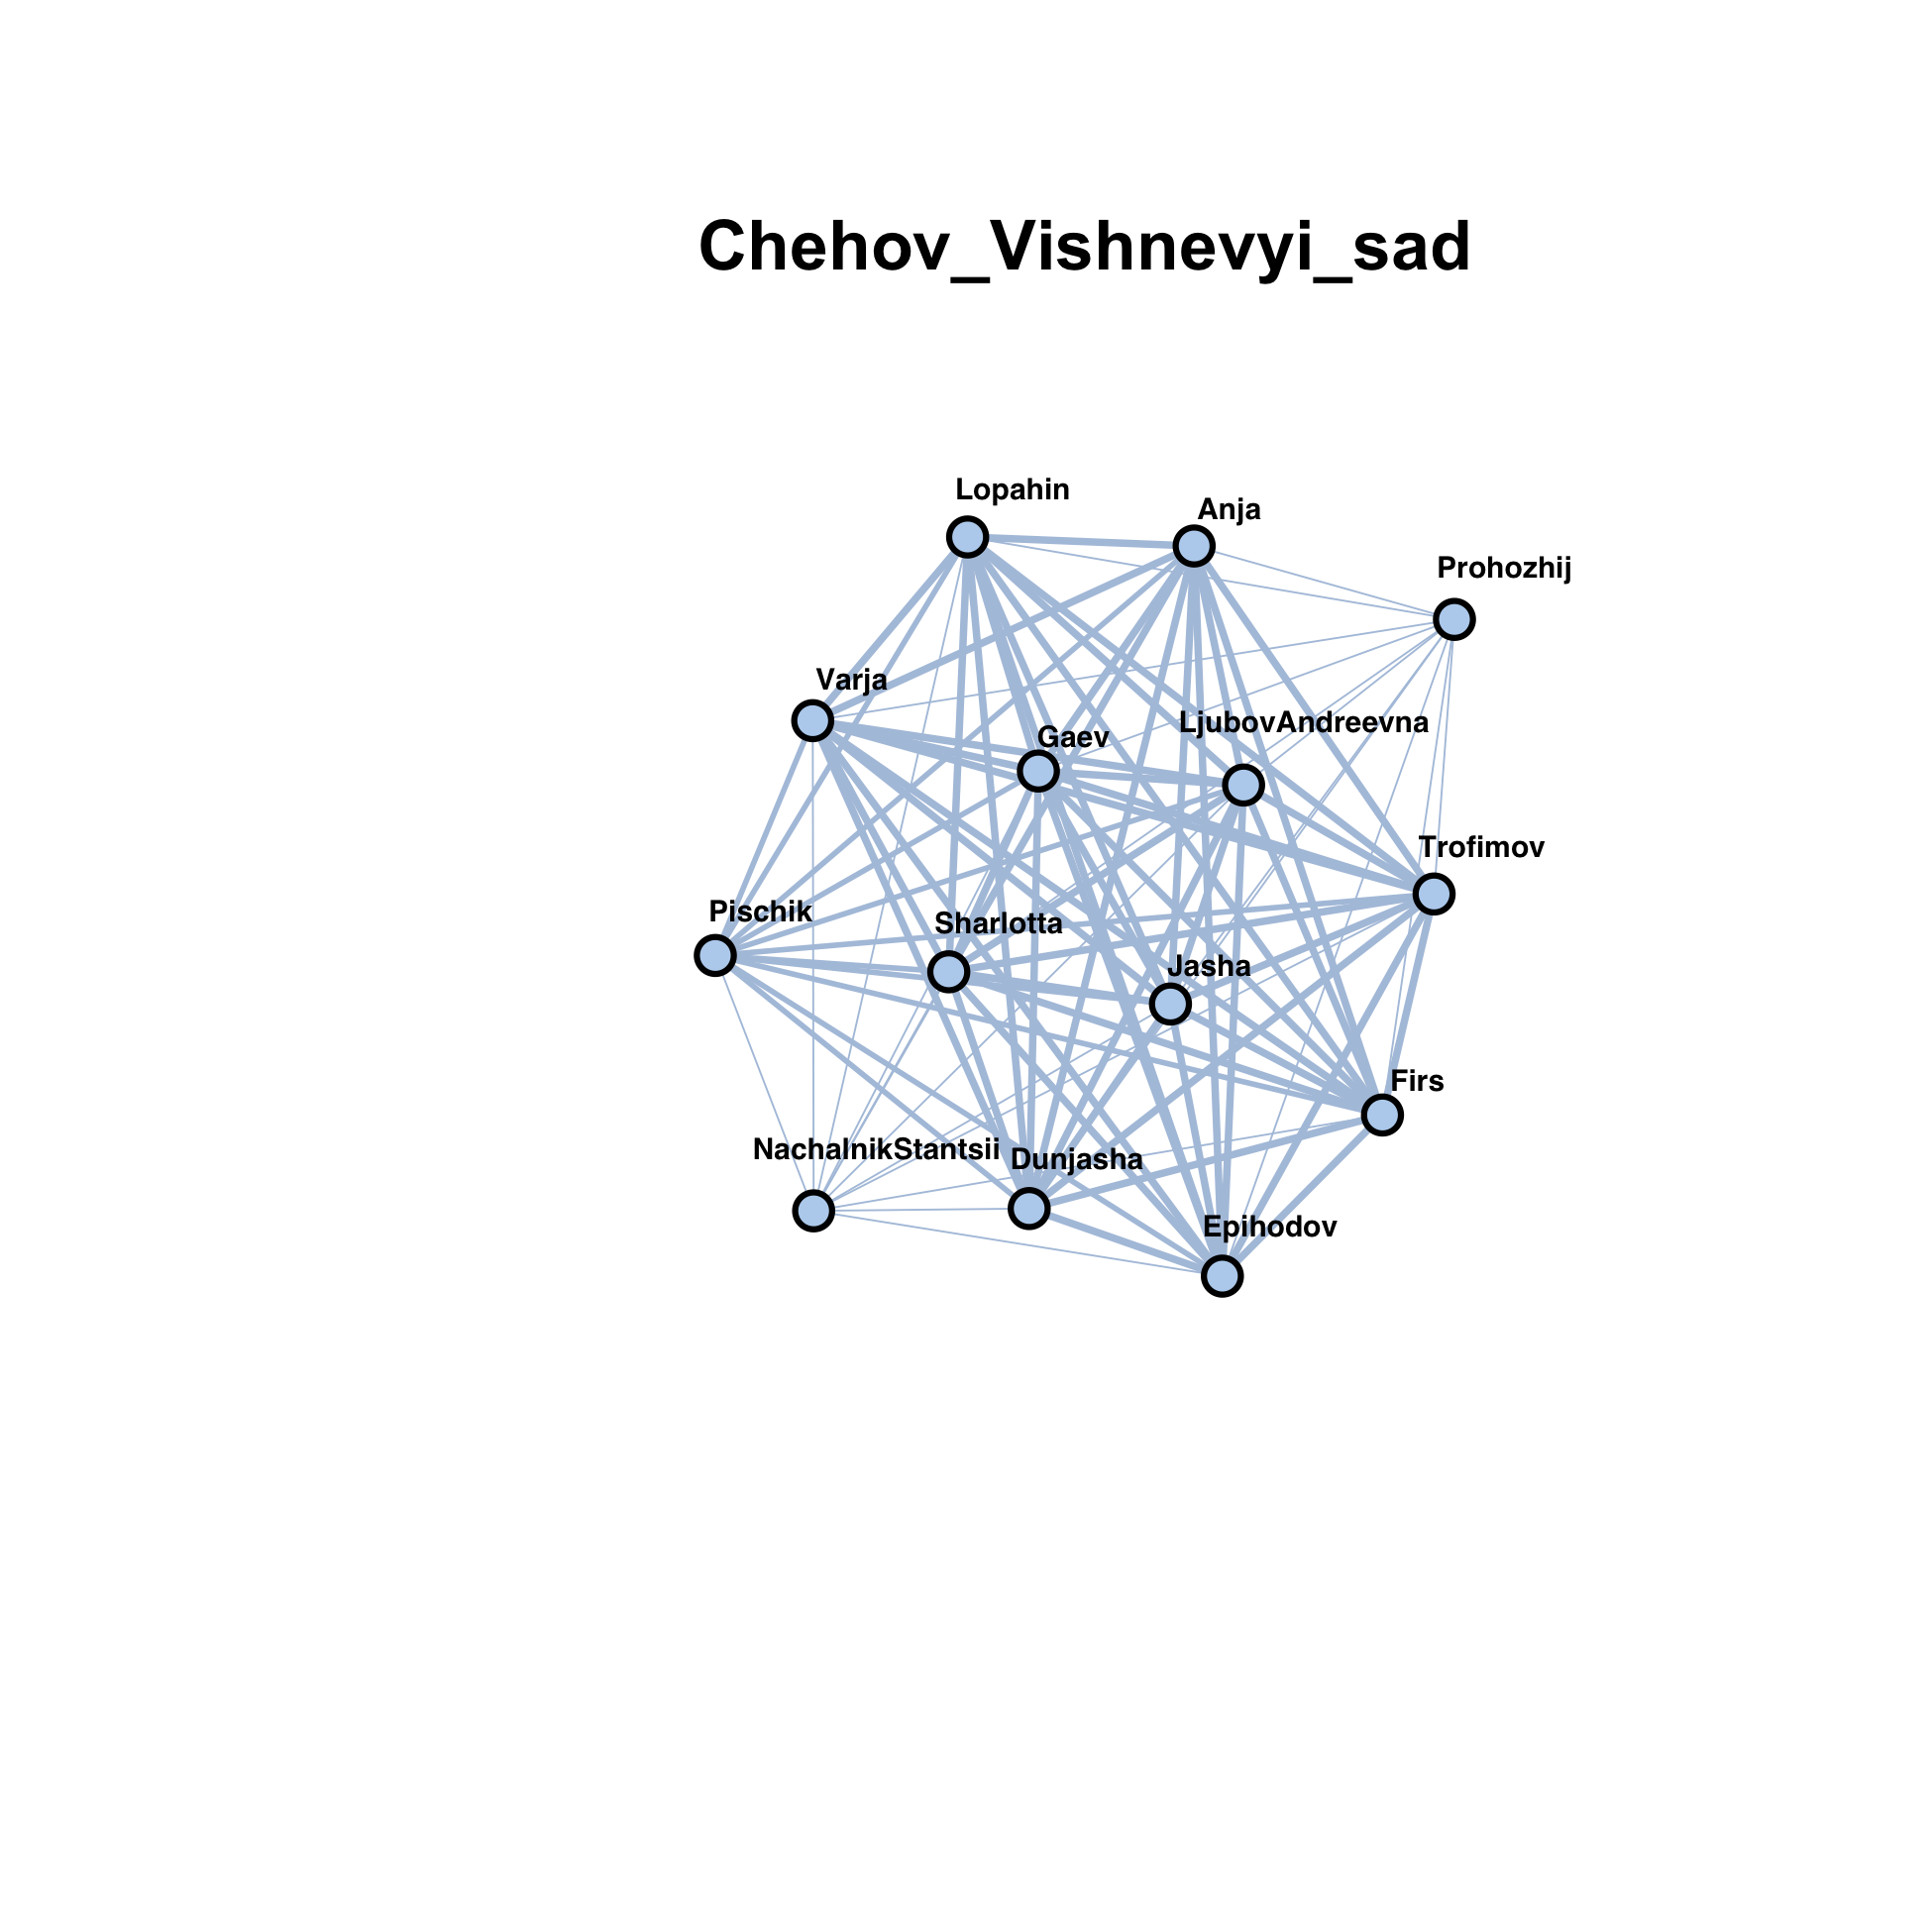 Chehov_Vishnevyi_sad
Lopahin
Anja
Prohozhij
Varja
LjubovAndreevna
Gaev
Trofimov
Pischik
Sharlotta
Jasha
Firs
NachalnikStantsii
Dunjasha
Epihodov